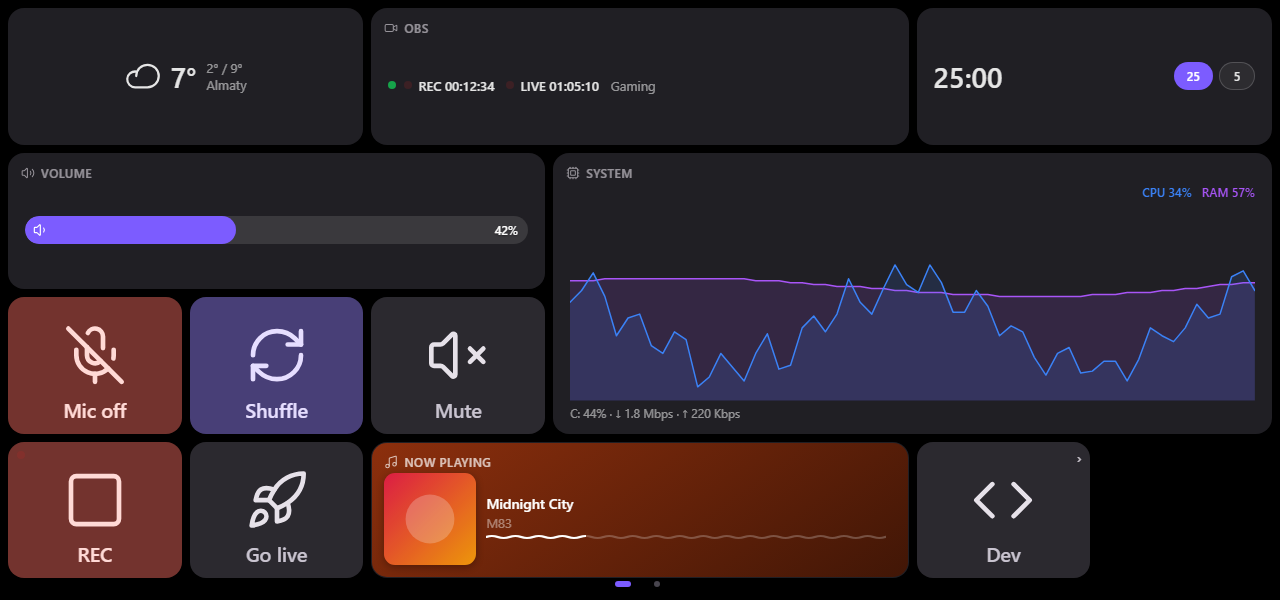 7° 2° / 9°
Almaty
OBS
REC 00:12:34 LIVE 01:05:10 Gaming
25:00 25 5
VOLUME
42%
SYSTEM
CPU 34% RAM 57%
C: 44% · ↓ 1.8 Mbps · ↑ 220 Kbps
Mic off
Shuffle
Mute
REC
Go live
NOW PLAYING
Midnight City
M83
Dev